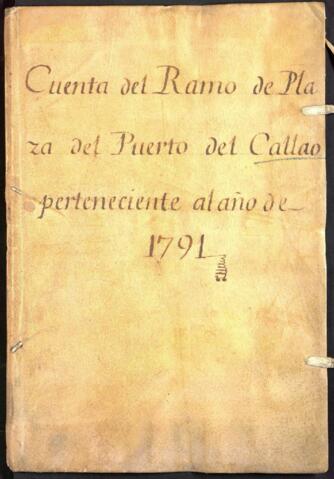 Cuenta del Ramo de Pla
za del Puerto del Callao
perteneciente al año de
1791